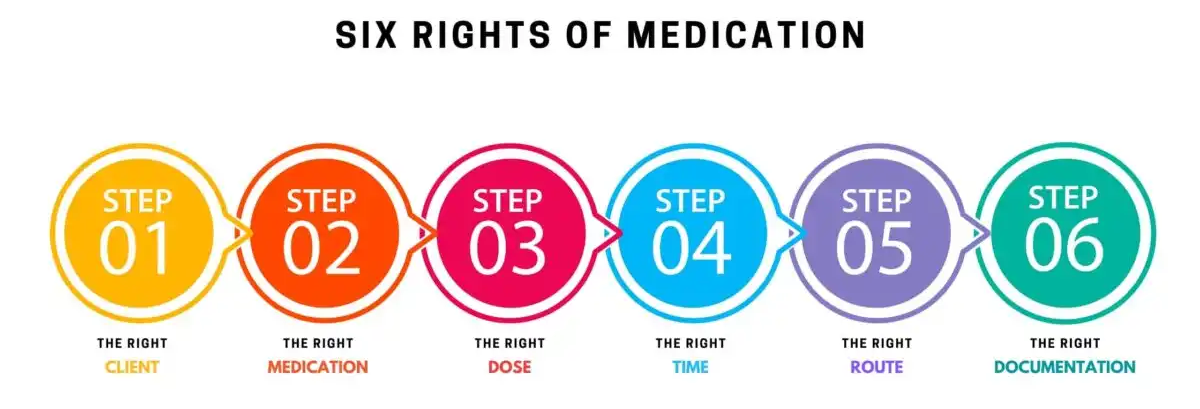 SIX RIGHTS OF MEDICATION
STEP
01
STEP
02
STEP
03
STEP
04
STEP
05
STEP
06
THE RIGHT
CLIENT
THE RIGHT
MEDICATION
THE RIGHT
DOSE
THE RIGHT
TIME
THE RIGHT
ROUTE
THE RIGHT
DOCUMENTATION